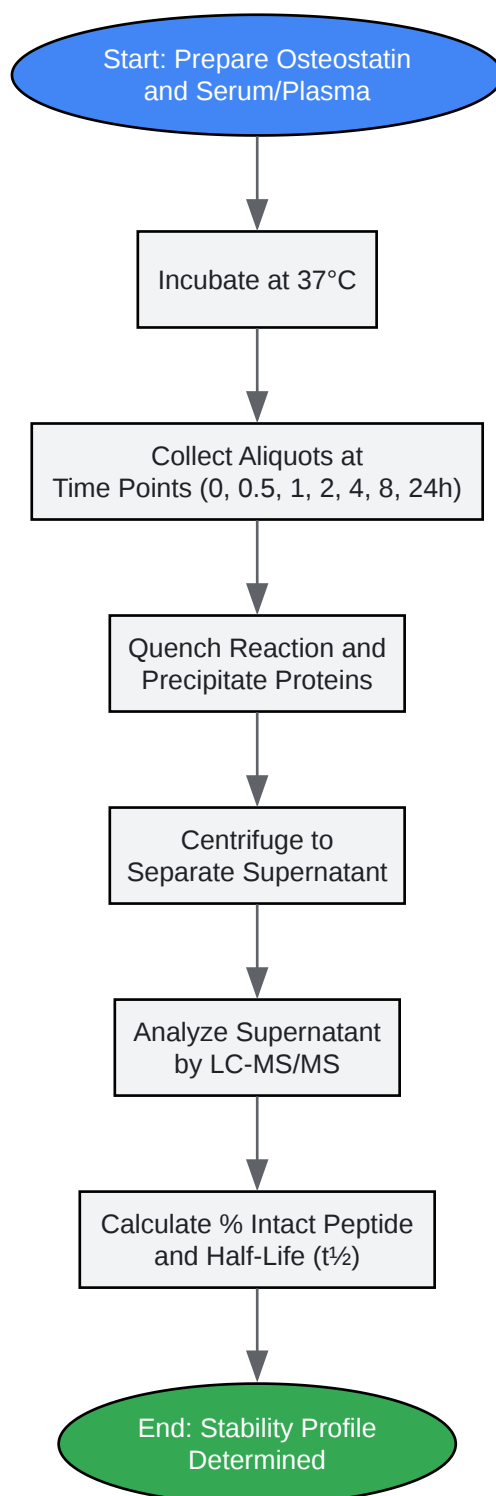 Start: Prepare Osteostatin
and Serum/Plasma
Incubate at 37°C
Collect Aliquots at
Time Points (0, 0.5, 1, 2, 4, 8, 24h)
Quench Reaction and
Precipitate Proteins
Centrifuge to
Separate Supernatant
Analyze Supernatant
by LC-MS/MS
Calculate % Intact Peptide
and Half-Life (t½)
End: Stability Profile
Determined